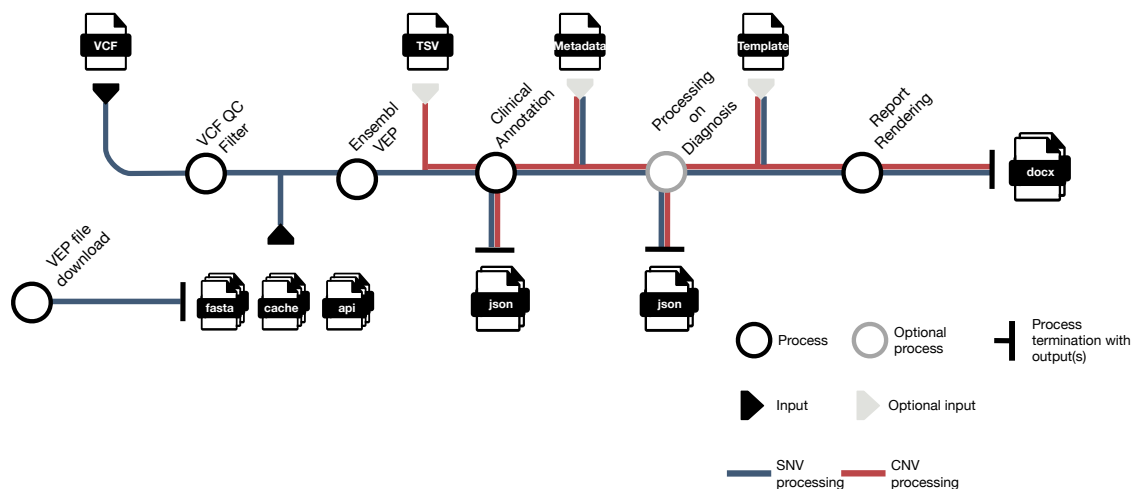 VCF
TSV
Metadata
Template
VCF QC
Filter
Ensembl
VEP
Clinical
Annotation
Processing
on
Diagnosis
Report
Rendering
docx
VEP file
download
fasta
cache
api
json
json
Process
Optional
process
Process
termination with
output(s)
Input
Optional input
SNV
processing
CNV
processing